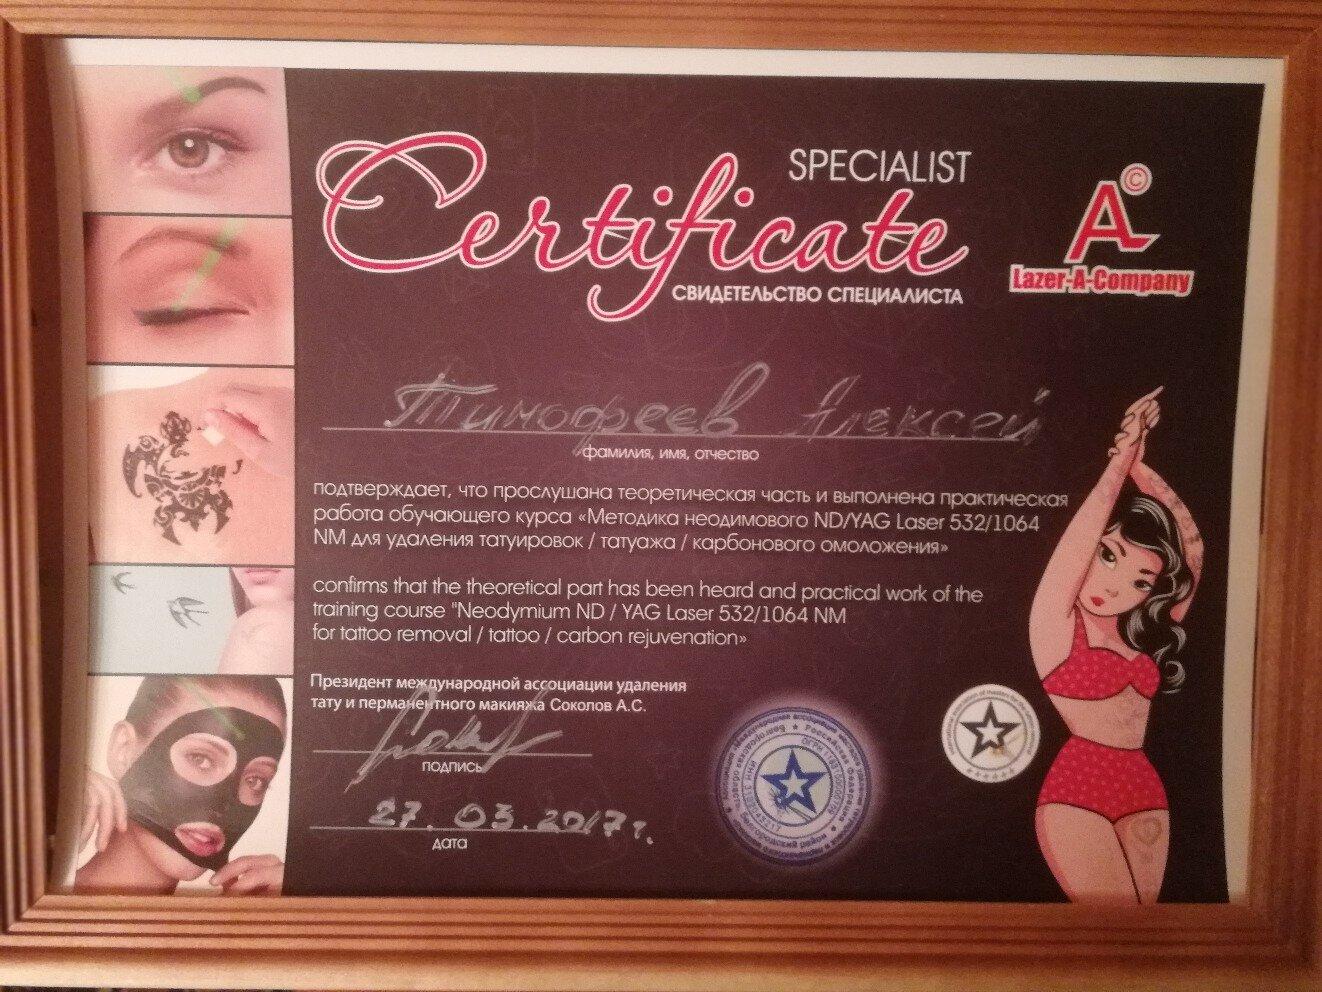 SPECIALIST
Certificate
СВИДЕТЕЛЬСТВО СПЕЦИАЛИСТА
A©
Lazer-A-Company
Тимофеев Алексей
фамилия, имя, отчество
подтверждает, что прослушана теоретическая часть и выполнена практическая
работа обучающего курса «Методика неодимового ND/YAG Laser 532/1064
NM для удаления татуировок / татуажа / карбонового омоложения»
confirms that the theoretical part has been heard and practical work of the
training course "Neodymium ND / YAG Laser 532/1064 NM
for tattoo removal / tattoo / carbon rejuvenation»
Президент международной ассоциации удаления
тату и перманентного макияжа Соколов А.С.
подпись
27. 03. 2017г.
дата